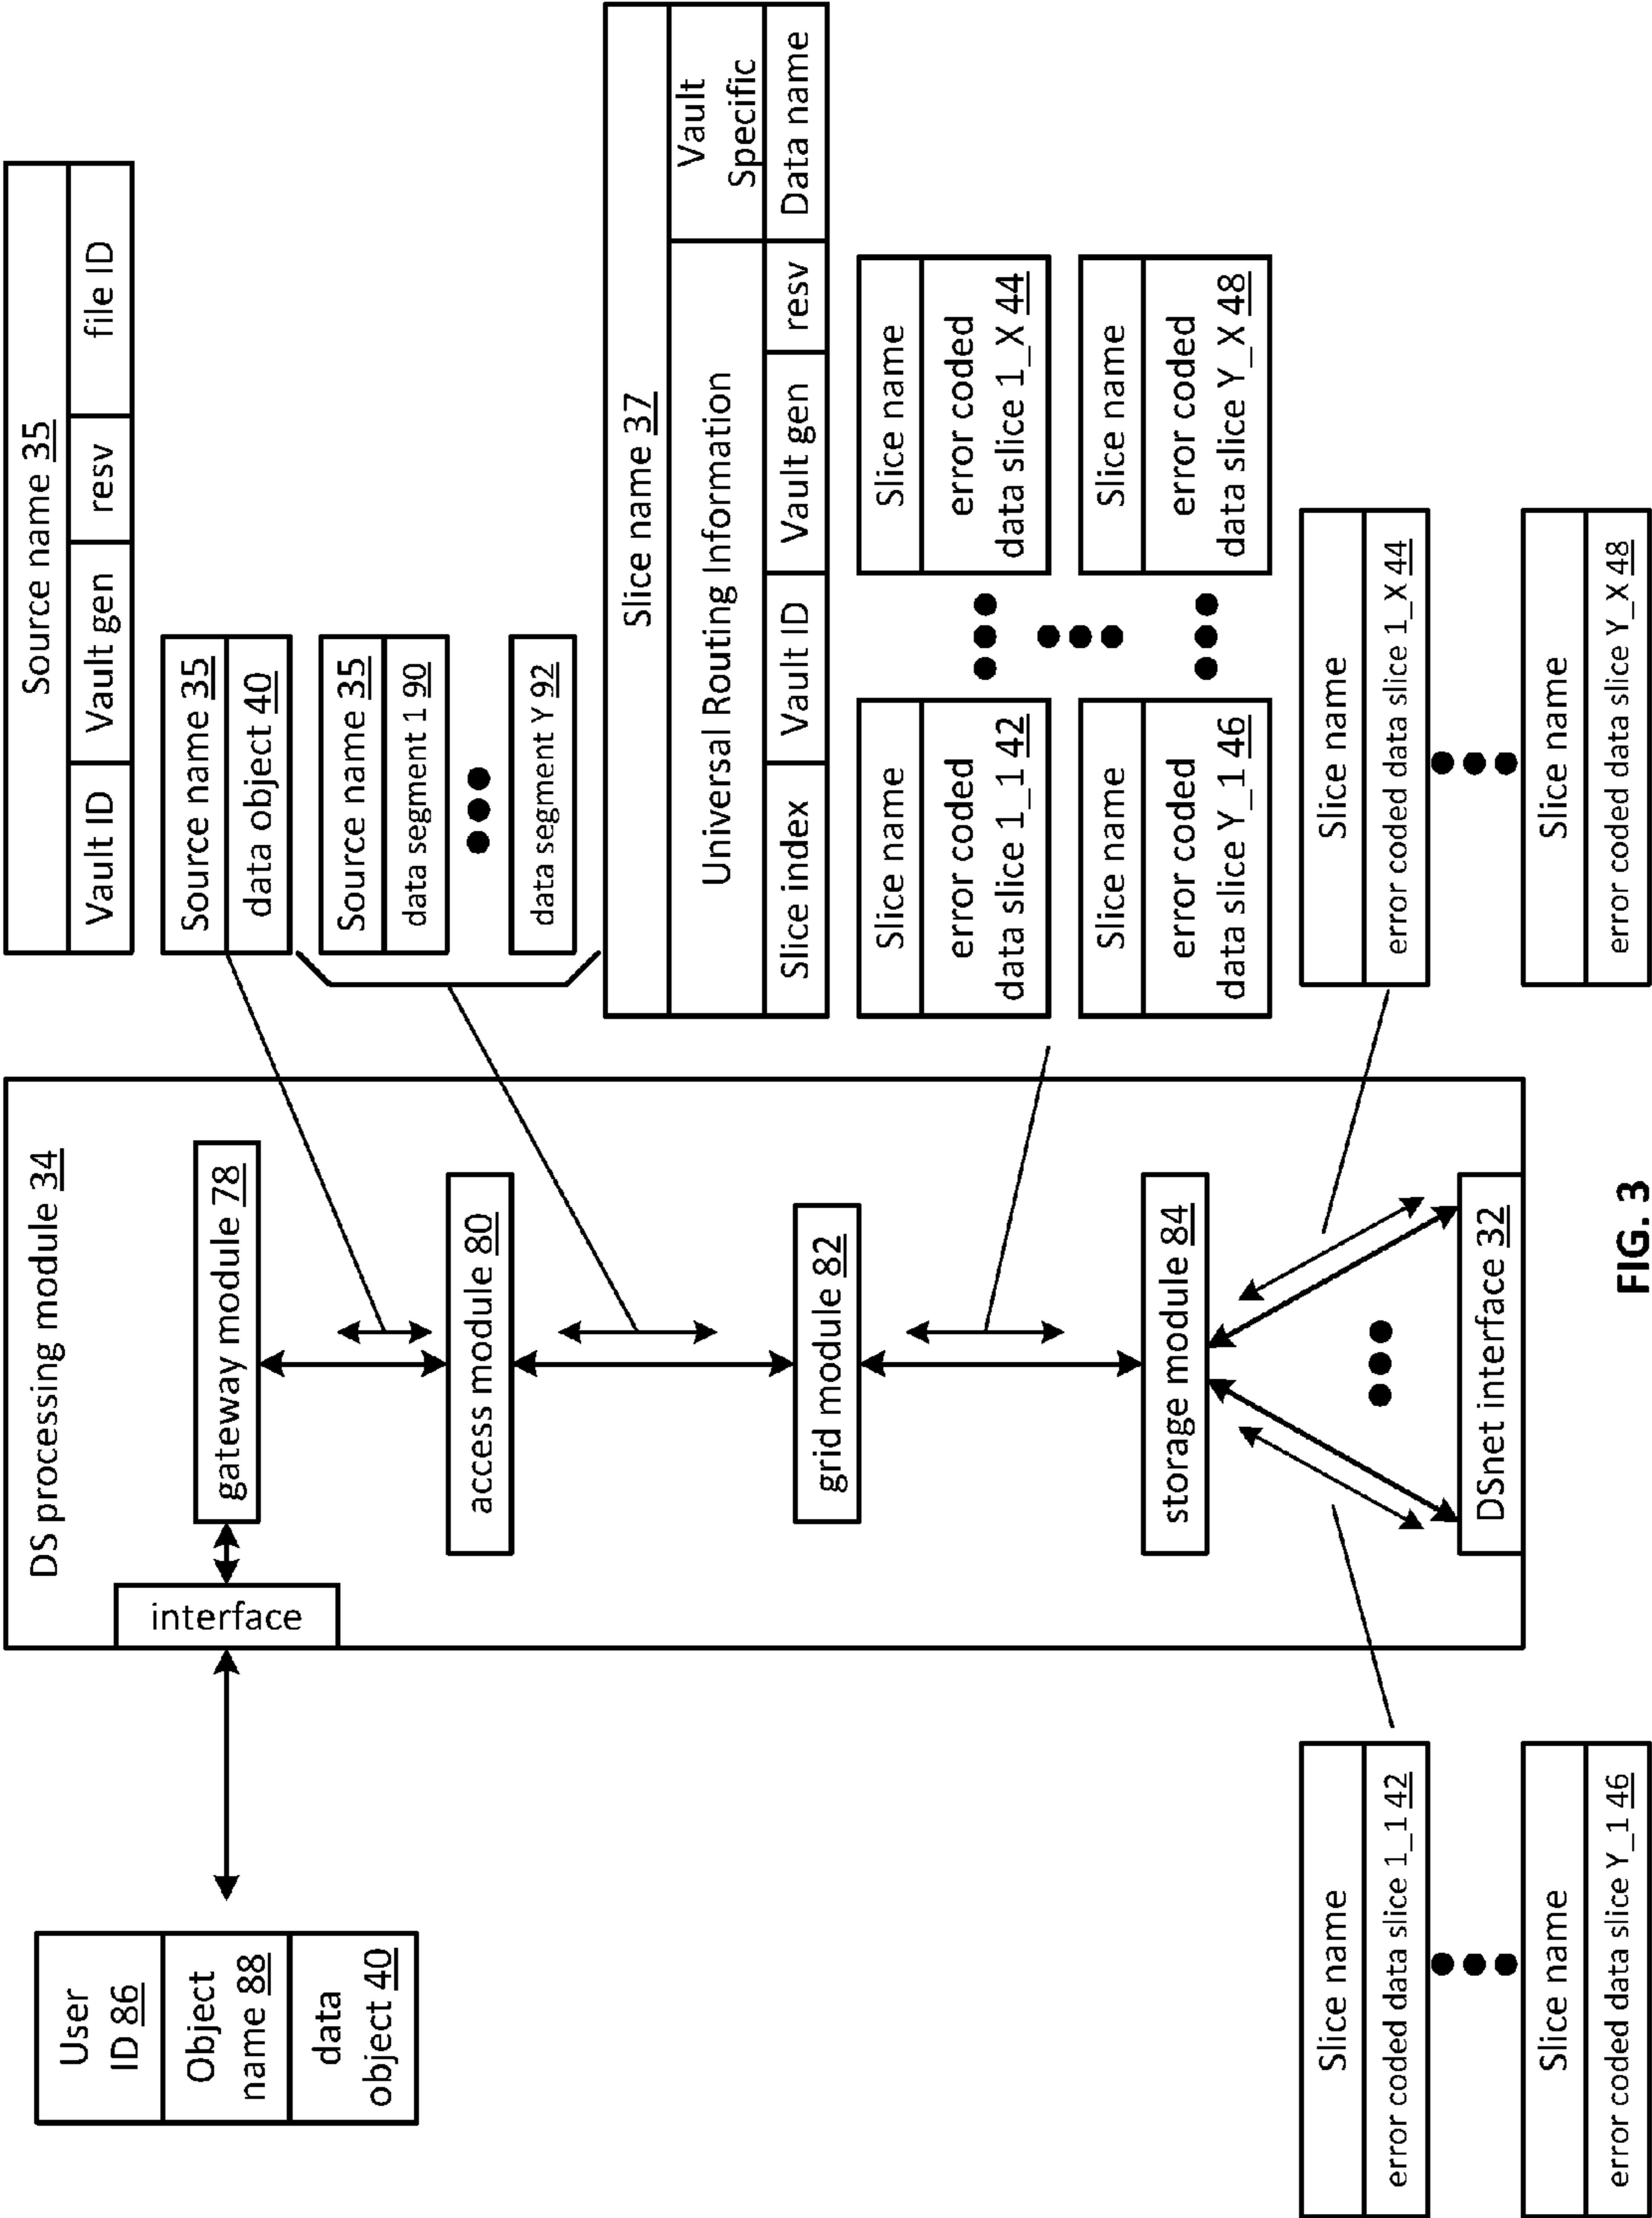 User
ID 86
Object
name 88
data
object 40
interface
DS processing module 34
gateway module 78
access module 80
grid module 82
storage module 84
DSnet interface 32
Source name 35
Vault ID
Vault gen
resv
file ID
Source name 35
data object 40
Source name 35
data segment 1 90
data segment Y 92
Slice name 37
Universal Routing Information
Vault
Specific
Slice index
Vault ID
Vault gen
resv
Data name
Slice name
error coded
data slice 1_1 42
Slice name
error coded
data slice 1_X 44
Slice name
error coded
data slice Y_1 46
Slice name
error coded
data slice Y_X 48
Slice name
error coded data slice 1_1 42
Slice name
error coded data slice Y_1 46
Slice name
error coded data slice 1_X 44
Slice name
error coded data slice Y_X 48
FIG. 3